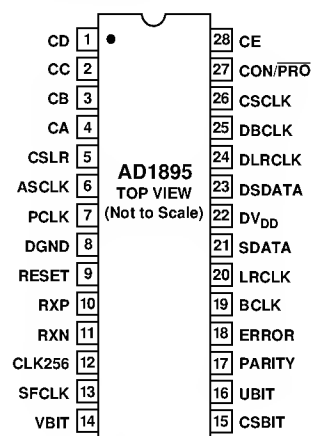 CD 1 28 CE
CC 2 27 CON/PRO
CB 3 26 CSCLK
CA 4 25 DBCLK
CSLR 5 24 DLRCLK
ASCLK 6 23 DSDATA
PCLK 7 22 DVDD
DGND 8 21 SDATA
RESET 9 20 LRCLK
RXP 10 19 BCLK
RXN 11 18 ERROR
CLK256 12 17 PARITY
SFCLK 13 16 UBIT
VBIT 14 15 CSBIT
AD1895
TOP VIEW
(Not to Scale)